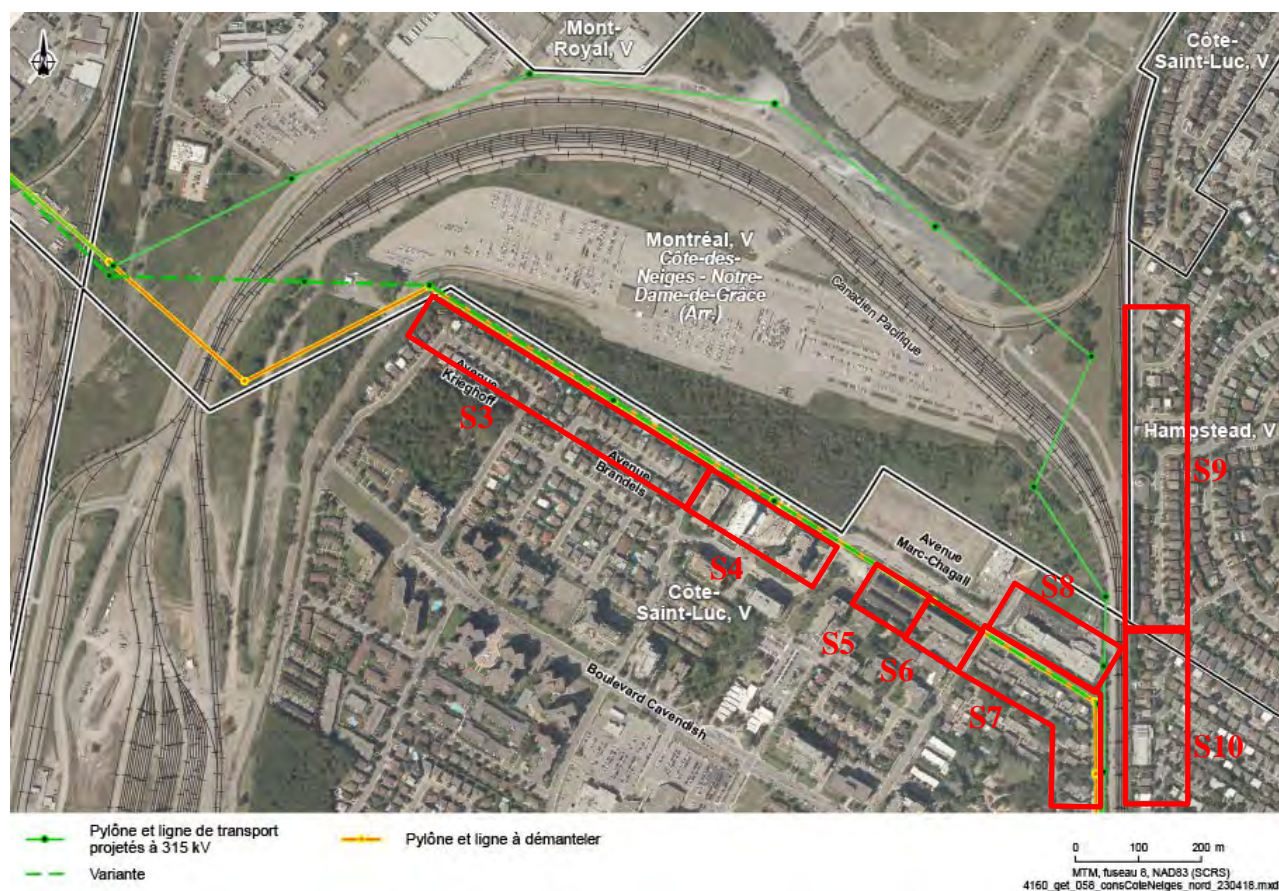 Mont-
Royal, V
Côte-
Saint-Luc, V
Montréal, V
Côte-des-
Neiges - Notre-
Dame-de-Grâce
(Arr.)
Canadien Pacifique
Avenue
Krieghoff
S3
Hampstead, V
S9
Avenue
Brandels
Avenue
Marc-Chagall
S4
Côte-
Saint-Luc, V
S8
S5
S6
Boulevard Cavendish
S7
S10
Pylône et ligne de transport
projetés à 315 kV
Pylône et ligne à démanteler
Variante
0 100 200 m
MTM, fuseau 8, NAD83 (SCRS)
4160_get_058_consCoteNeiges_nord_230418.mxd